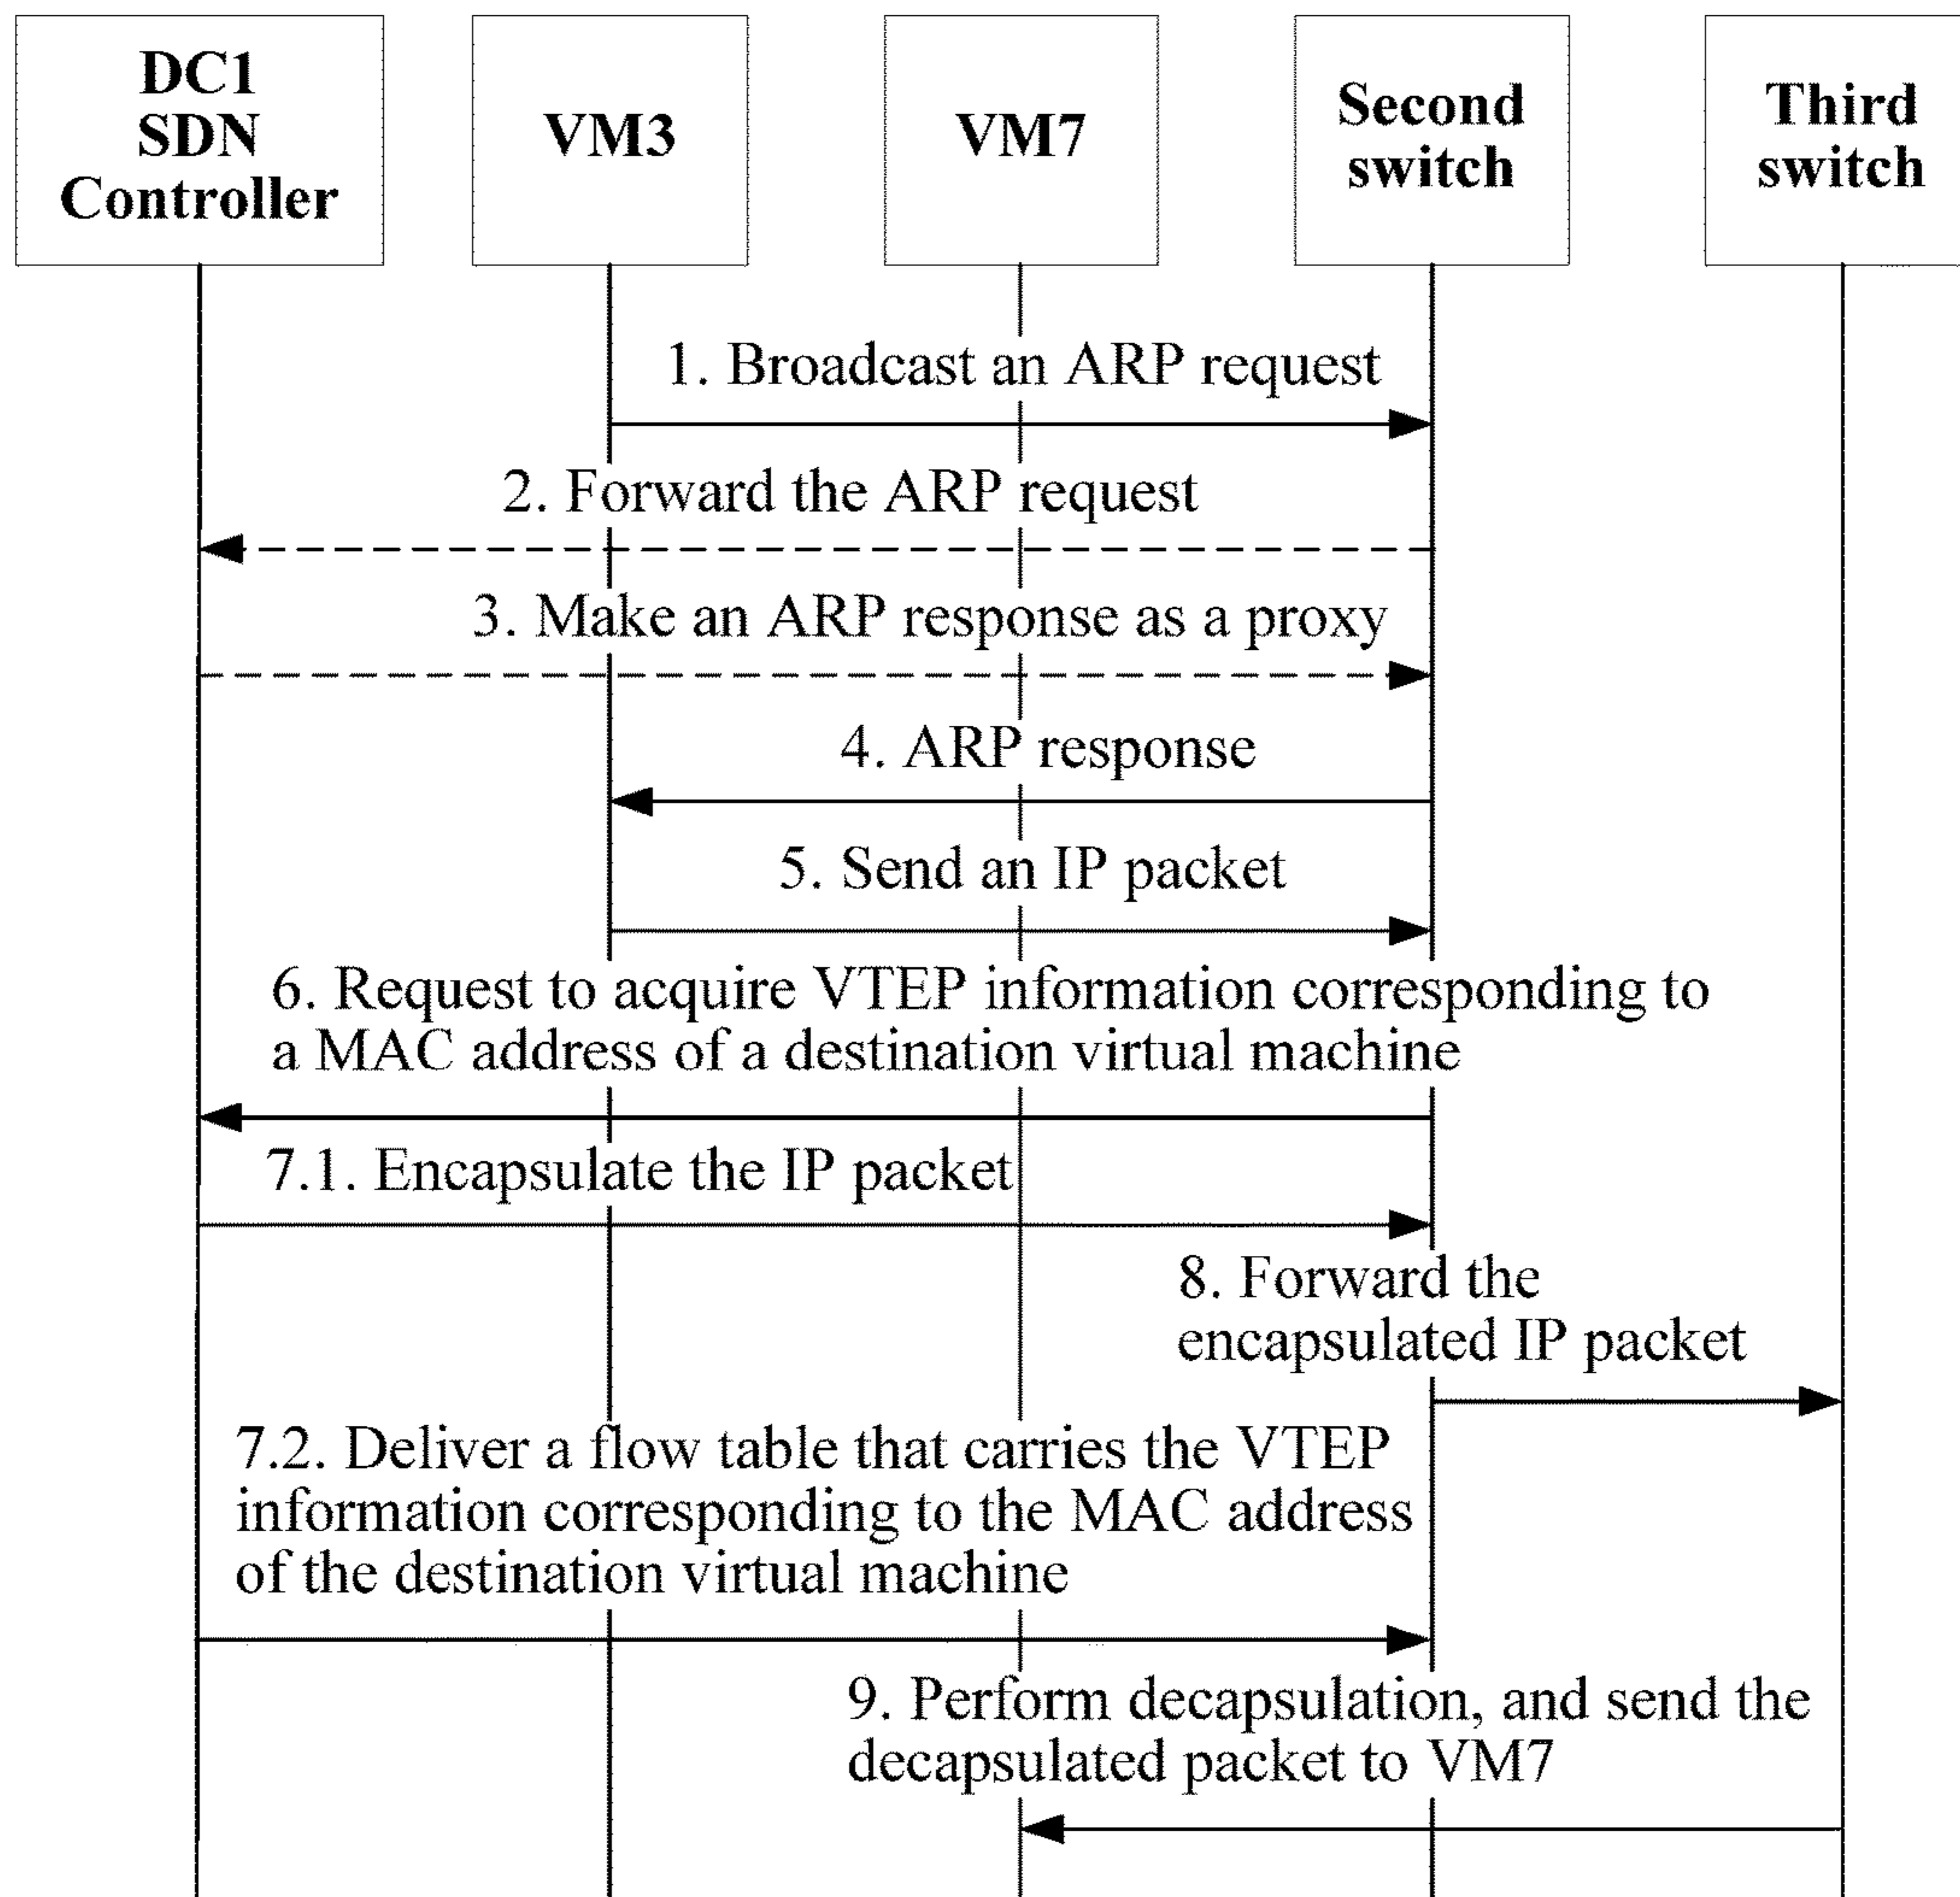 DC1
SDN
Controller
VM3
VM7
Second
switch
Third
switch
1. Broadcast an ARP request
2. Forward the ARP request
3. Make an ARP response as a proxy
4. ARP response
5. Send an IP packet
6. Request to acquire VTEP information corresponding to
a MAC address of a destination virtual machine
7.1. Encapsulate the IP packet
8. Forward the
encapsulated IP packet
7.2. Deliver a flow table that carries the VTEP
information corresponding to the MAC address
of the destination virtual machine
9. Perform decapsulation, and send the
decapsulated packet to VM7